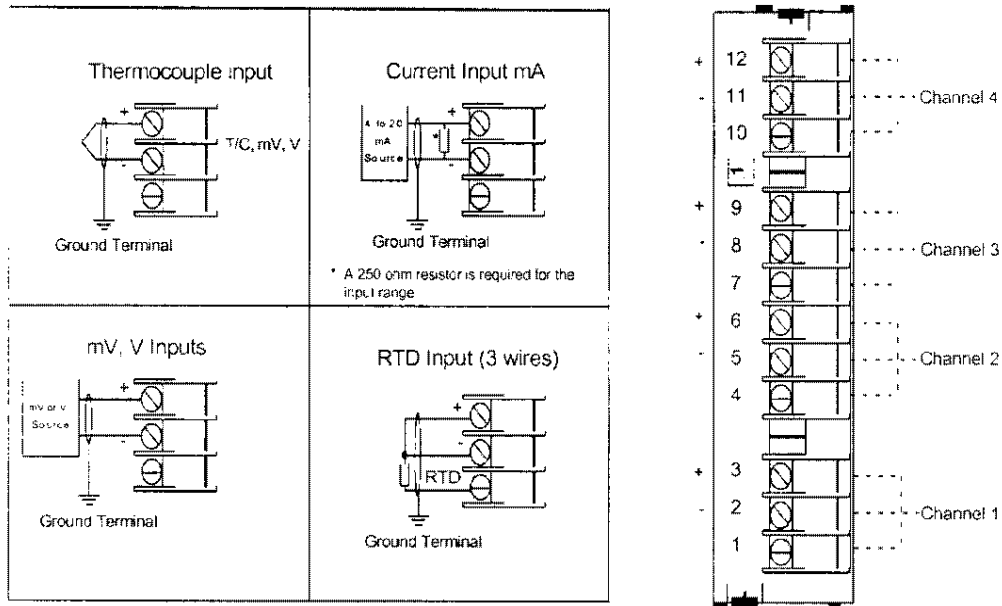 Thermocouple input
+
T/C, mV, V
-
Ground Terminal
Current Input mA
4 to 20
mA
Source
+
*
-
Ground Terminal
* A 250 ohm resistor is required for the
input range
mV, V Inputs
mV or V
Source
+
-
Ground Terminal
RTD Input (3 wires)
+
-
RTD
Ground Terminal
+ 12
- 11 Channel 4
10
1
+ 9
- 8 Channel 3
7
+ 6
- 5 Channel 2
4
+ 3
- 2 Channel 1
1